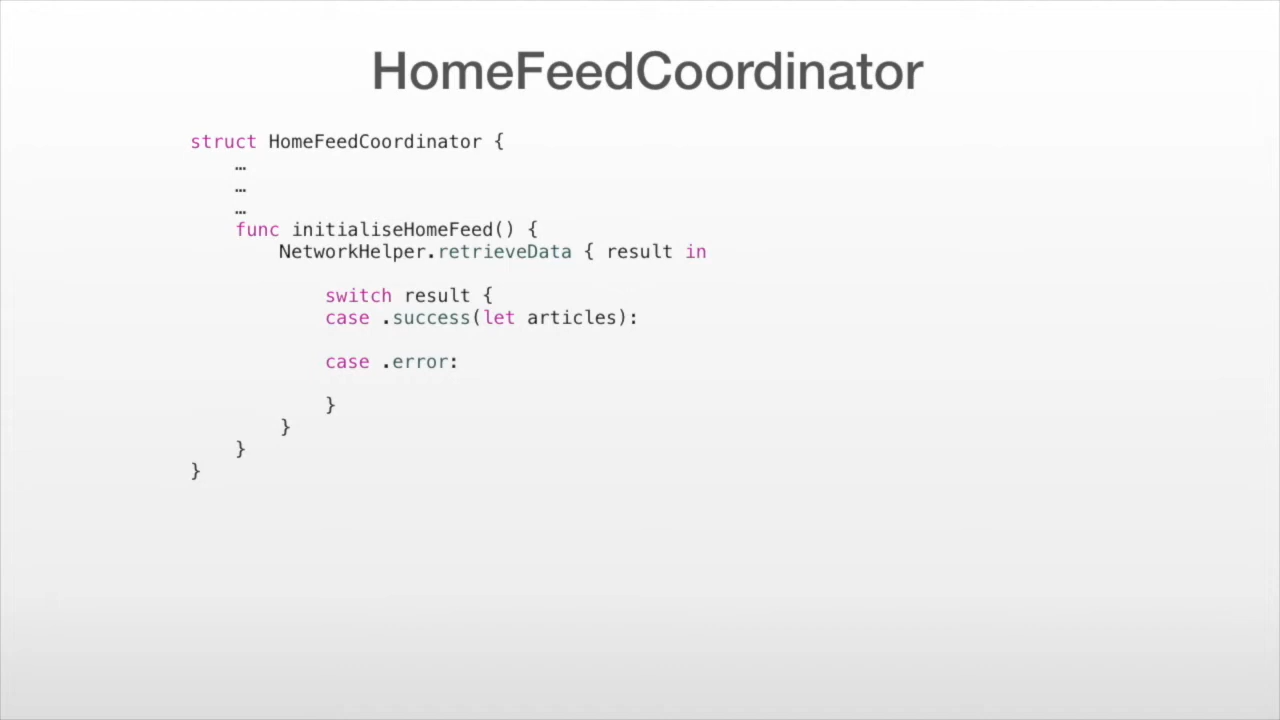 HomeFeedCoordinator
struct HomeFeedCoordinator {
…
…
…
func initialiseHomeFeed() {
NetworkHelper.retrieveData { result in
switch result {
case .success(let articles):
case .error:
}
}
}
}